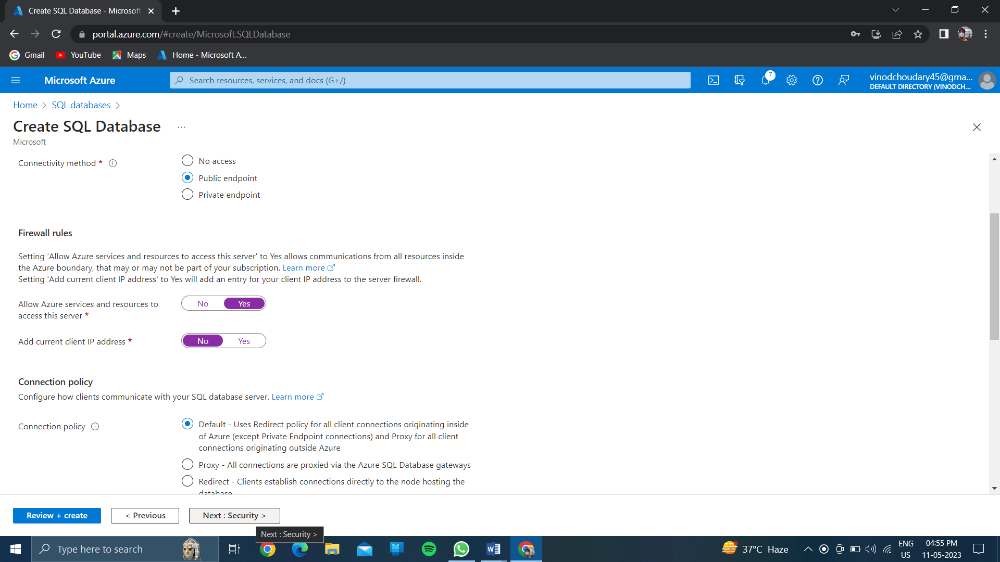 Create SQL Database - Microsoft
portal.azure.com/#create/Microsoft.SQLDatabase
Gmail
YouTube
Maps
Home - Microsoft A...
Microsoft Azure
Search resources, services, and docs (G+/)
7
vinodchoudary45@gma...
DEFAULT DIRECTORY (VINODCH...
Home > SQL databases >
Create SQL Database ...
Microsoft
Connectivity method *
No access
Public endpoint
Private endpoint
Firewall rules
Setting 'Allow Azure services and resources to access this server' to Yes allows communications from all resources inside
the Azure boundary, that may or may not be part of your subscription. Learn more
Setting 'Add current client IP address' to Yes will add an entry for your client IP address to the server firewall.
Allow Azure services and resources to
access this server *
No Yes
Add current client IP address *
No Yes
Connection policy
Configure how clients communicate with your SQL database server. Learn more
Connection policy
Default - Uses Redirect policy for all client connections originating inside
of Azure (except Private Endpoint connections) and Proxy for all client
connections originating outside Azure
Proxy - All connections are proxied via the Azure SQL Database gateways
Redirect - Clients establish connections directly to the node hosting the
database
Review + create
< Previous
Next : Security >
Next : Security >
Type here to search
37°C Haze
ENG
US
04:55 PM
11-05-2023